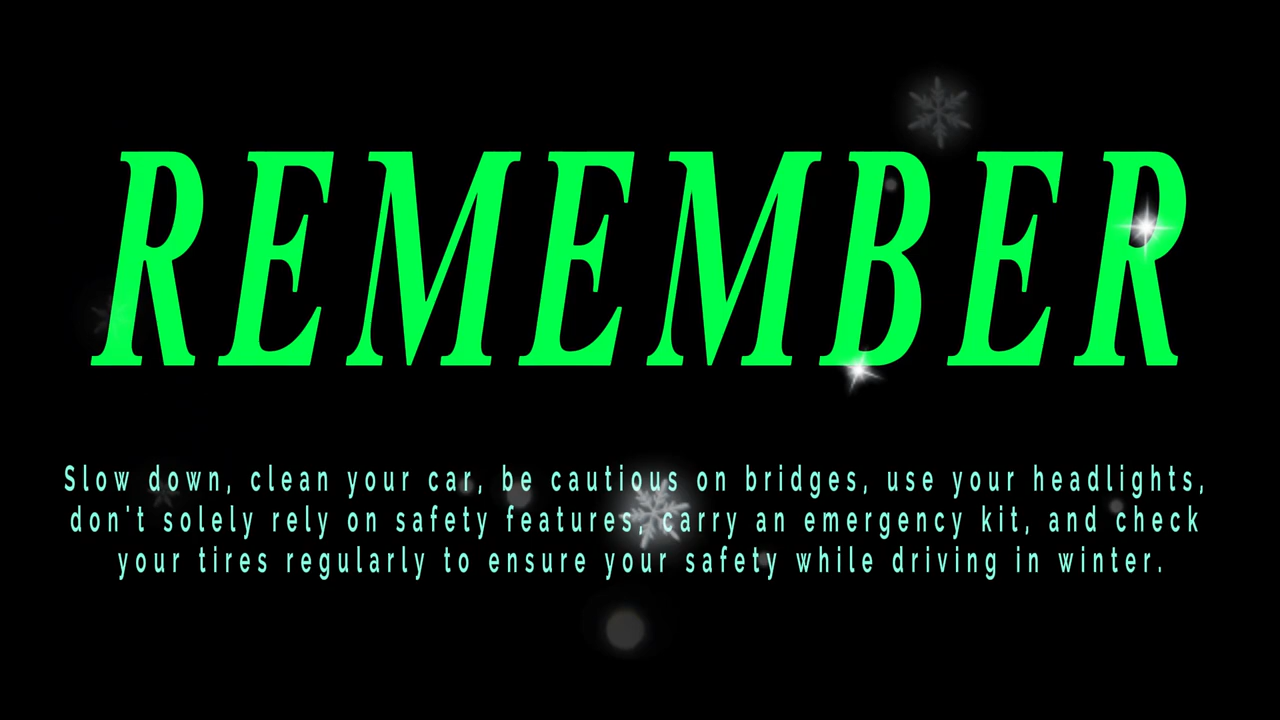 REMEMBER
Slow down, clean your car, be cautious on bridges, use your headlights,
don't solely rely on safety features, carry an emergency kit, and check
your tires regularly to ensure your safety while driving in winter.